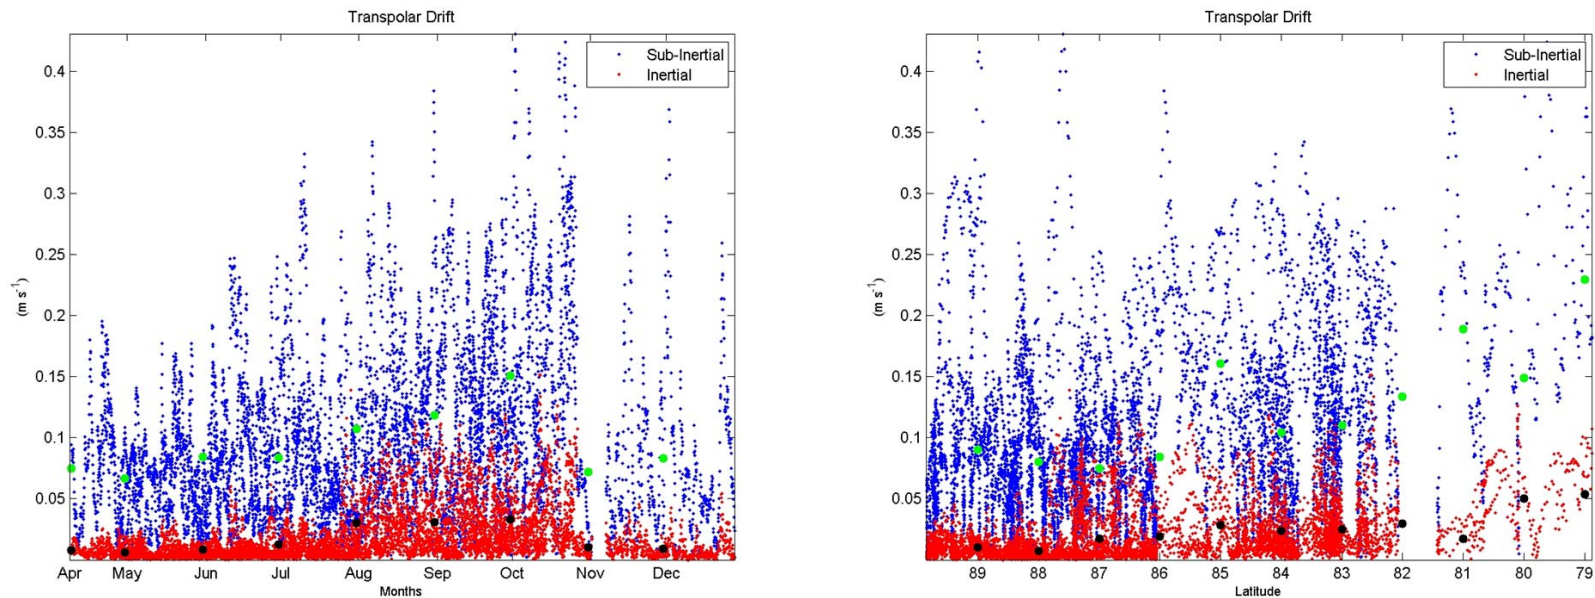 Transpolar Drift
Sub-Inertial
Inertial
0.4
0.35
0.3
0.25
0.2
0.15
0.1
0.05
(m s-1)
Apr May Jun Jul Aug Sep Oct Nov Dec
Months
Transpolar Drift
Sub-Inertial
Inertial
0.4
0.35
0.3
0.25
0.2
0.15
0.1
0.05
(m s-1)
89 88 87 86 85 84 83 82 81 80 79
Latitude